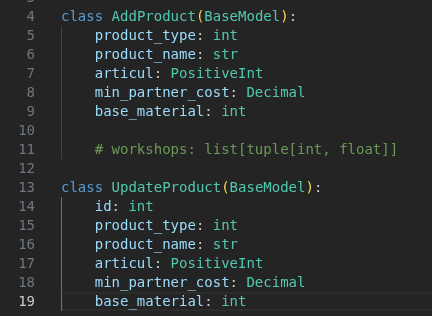 4 class AddProduct(BaseModel):
5     product_type: int
6     product_name: str
7     articul: PositiveInt
8     min_partner_cost: Decimal
9     base_material: int
10
11     # workshops: list[tuple[int, float]]
12
13 class UpdateProduct(BaseModel):
14     id: int
15     product_type: int
16     product_name: str
17     articul: PositiveInt
18     min_partner_cost: Decimal
19     base_material: int